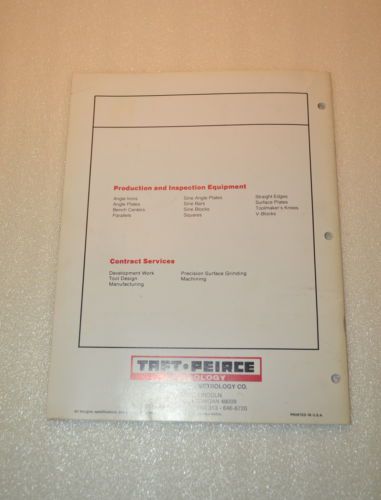 Production and Inspection Equipment
Angle Irons
Angle Plates
Bench Centers
Parallels
Sine Angle Plates
Sine Bars
Sine Blocks
Squares
Straight Edges
Surface Plates
Toolmaker's Knees
V-Blocks
Contract Services
Development Work
Tool Design
Manufacturing
Precision Surface Grinding
Machining
TAFT•PEIRCE
METROLOGY CO.
LINCOLN
PRINTED IN U.S.A.